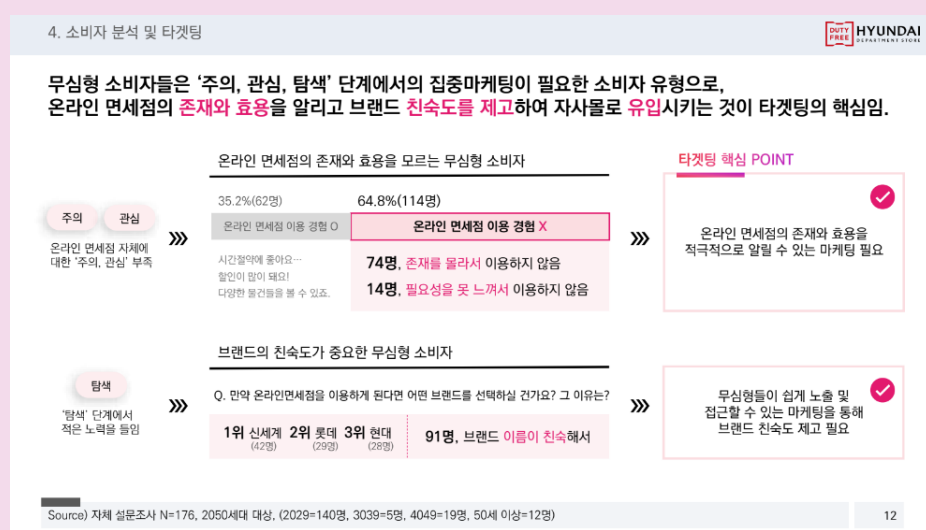 4. 소비자 분석 및 타겟팅
DUTY FREE HYUNDAI DEPARTMENT STORE
무심형 소비자들은 ‘주의, 관심, 탐색’ 단계에서의 집중마케팅이 필요한 소비자 유형으로,
온라인 면세점의 존재와 효용을 알리고 브랜드 친숙도를 제고하여 자사몰로 유입시키는 것이 타겟팅의 핵심임.
온라인 면세점의 존재와 효용을 모르는 무심형 소비자
타겟팅 핵심 POINT
주의 관심
온라인 면세점 자체에
대한 ‘주의, 관심’ 부족
35.2%(62명) 64.8%(114명)
온라인 면세점 이용 경험 O 온라인 면세점 이용 경험 X
시간절약에 좋아요…
할인이 많이 돼요!
다양한 물건들을 볼 수 있죠.
74명, 존재를 몰라서 이용하지 않음
14명, 필요성을 못 느껴서 이용하지 않음
온라인 면세점의 존재와 효용을
적극적으로 알릴 수 있는 마케팅 필요
브랜드의 친숙도가 중요한 무심형 소비자
탐색
‘탐색’ 단계에서
적은 노력을 들임
Q. 만약 온라인면세점을 이용하게 된다면 어떤 브랜드를 선택하실 건가요? 그 이유는?
1위 신세계 2위 롯데 3위 현대
(42명) (29명) (28명)
91명, 브랜드 이름이 친숙해서
무심형들이 쉽게 노출 및
접근할 수 있는 마케팅을 통해
브랜드 친숙도 제고 필요
Source) 자체 설문조사 N=176, 2050세대 대상, (2029=140명, 3039=5명, 4049=19명, 50세 이상=12명)
12